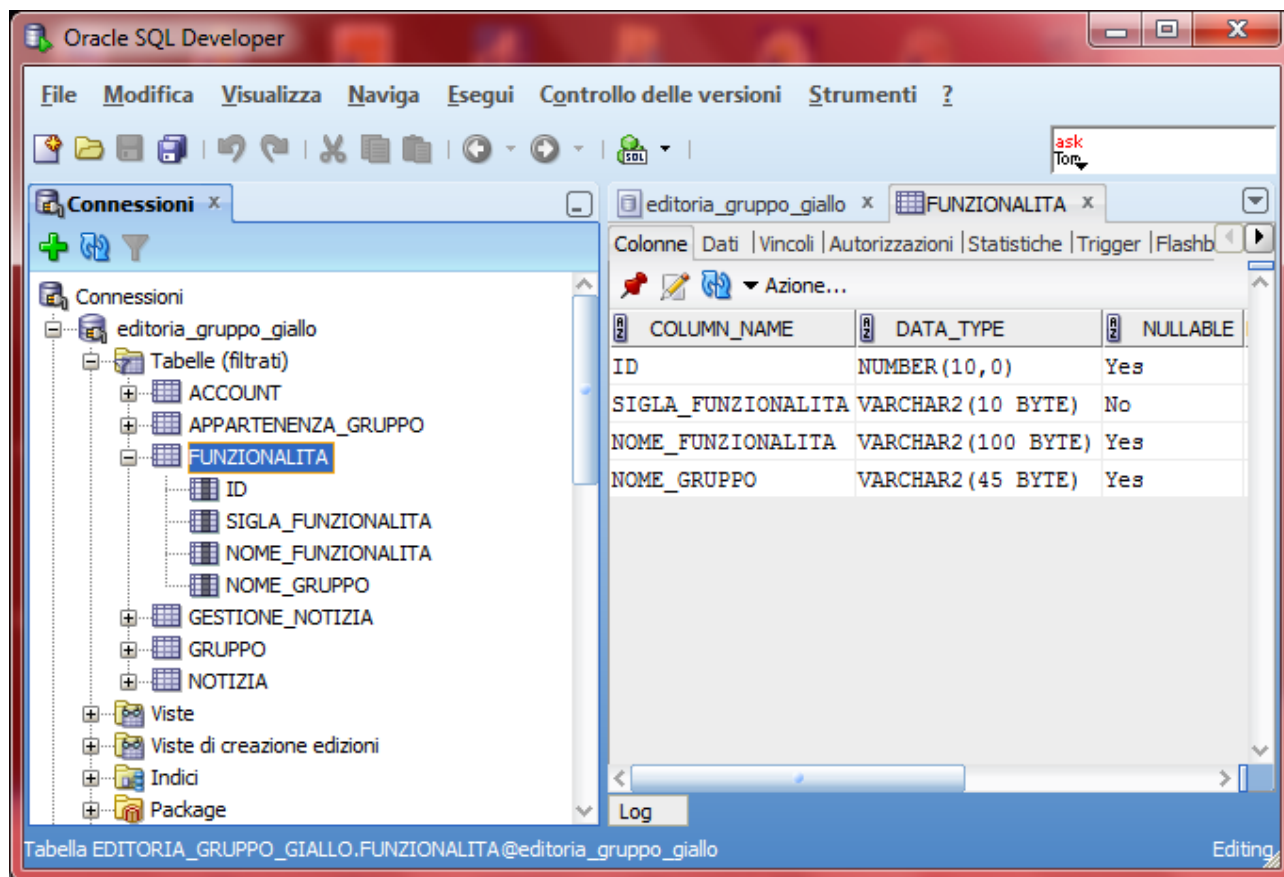 Oracle SQL Developer
File Modifica Visualizza Naviga Esegui Controllo delle versioni Strumenti ?
SQL
ask
Tom
Connessioni x
editoria_gruppo_giallo x FUNZIONALITA x
Colonne Dati Vincoli Autorizzazioni Statistiche Trigger Flashb
Azione...
Connessioni
editoria_gruppo_giallo
Tabelle (filtrati)
ACCOUNT
APPARTENENZA_GRUPPO
FUNZIONALITA
ID
SIGLA_FUNZIONALITA
NOME_FUNZIONALITA
NOME_GRUPPO
GESTIONE_NOTIZIA
GRUPPO
NOTIZIA
Viste
Viste di creazione edizioni
Indici
Package
COLUMN_NAME DATA_TYPE NULLABLE
ID NUMBER(10,0) Yes
SIGLA_FUNZIONALITA VARCHAR2(10 BYTE) No
NOME_FUNZIONALITA VARCHAR2(100 BYTE) Yes
NOME_GRUPPO VARCHAR2(45 BYTE) Yes
Log
Tabella EDITORIA_GRUPPO_GIALLO.FUNZIONALITA@editoria_gruppo_giallo Editing